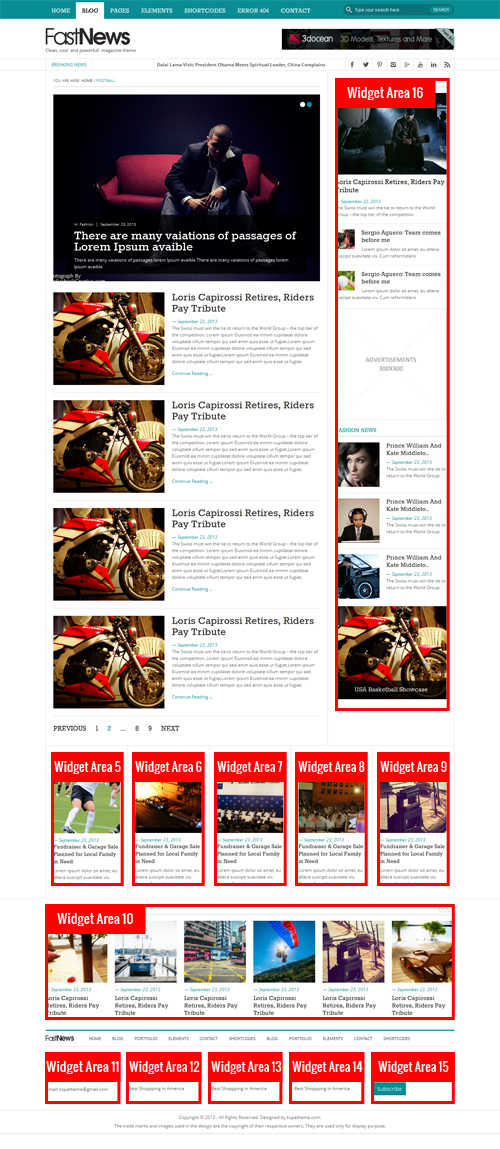 HOME BLOG PAGES ELEMENTS SHORTCODES ERROR 404 CONTACT
Type your search here
SEARCH
FastNews
Clean, cool and powerfull magazine theme
3docean 3D Models, Textures and More
BREAKING NEWS
Dalai Lama Visit: President Obama Meets Spiritual Leader, China Complains
YOU ARE HERE: HOME / FOOTBALL
In: Fashion | September 23, 2013
There are many vaiations of passages of
Lorem Ipsum avaible
There are many vaiations of passages lorem Ipsum There are many vaiations of passages lorem
Ipsum avaible
Loris Capirossi Retires, Riders
Pay Tribute
— September 23, 2013
The Swiss must win the tie to return to the World Group – the top tier of
the competition. Lorem ipsum Eiusmod ea minim cupidatat dolore
voluptate cillum tempor qui sed anim quis esse ut fugiat.Lorem ipsum
Eiusmod ea minim cupidatat dolore voluptate cillum tempor qui sed
anim quis esse ut fugiat.Lorem ipsum Eiusmod ea minim cupidatat
dolore voluptate cillum tempor qui sed anim quis esse ut fugiat..
Continue Reading ...
Loris Capirossi Retires, Riders
Pay Tribute
— September 23, 2013
The Swiss must win the tie to return to the World Group – the top tier of
the competition. Lorem ipsum Eiusmod ea minim cupidatat dolore
voluptate cillum tempor qui sed anim quis esse ut fugiat.Lorem ipsum
Eiusmod ea minim cupidatat dolore voluptate cillum tempor qui sed
anim quis esse ut fugiat.Lorem ipsum Eiusmod ea minim cupidatat
dolore voluptate cillum tempor qui sed anim quis esse ut fugiat..
Continue Reading ...
Loris Capirossi Retires, Riders
Pay Tribute
— September 23, 2013
The Swiss must win the tie to return to the World Group – the top tier of
the competition. Lorem ipsum Eiusmod ea minim cupidatat dolore
voluptate cillum tempor qui sed anim quis esse ut fugiat.Lorem ipsum
Eiusmod ea minim cupidatat dolore voluptate cillum tempor qui sed
anim quis esse ut fugiat.Lorem ipsum Eiusmod ea minim cupidatat
dolore voluptate cillum tempor qui sed anim quis esse ut fugiat..
Continue Reading ...
Loris Capirossi Retires, Riders
Pay Tribute
— September 23, 2013
The Swiss must win the tie to return to the World Group – the top tier of
the competition. Lorem ipsum Eiusmod ea minim cupidatat dolore
voluptate cillum tempor qui sed anim quis esse ut fugiat.Lorem ipsum
Eiusmod ea minim cupidatat dolore voluptate cillum tempor qui sed
anim quis esse ut fugiat.Lorem ipsum Eiusmod ea minim cupidatat
dolore voluptate cillum tempor qui sed anim quis esse ut fugiat..
Continue Reading ...
PREVIOUS 1 2 ... 8 9 NEXT
Widget Area 16
Loris Capirossi Retires, Riders Pay
Tribute
— September 23, 2013
the Swiss must win the tie to return to the World
Group – the top tier of the competition
Sergio Aguero: Team comes
before me
Lorem ipsum dolor sit amet, eu altera
suscipit suavitate vix. Cum reformidans
Sergio Aguero: Team comes
before me
Lorem ipsum dolor sit amet, eu altera
suscipit suavitate vix. Cum reformidans
ADVERTISEMENTS
300X300
FASHION NEWS
Prince William And
Kate Middleto..
— September 23, 2013
The Swiss must win the tie to
return to the World Group
Prince William And
Kate Middleto..
— September 23, 2013
The Swiss must win the tie to
return to the World Group
Prince William And
Kate Middleto..
— September 23, 2013
The Swiss must win the tie to
return to the World Group
USA Basketball Showcase
Widget Area 5 Widget Area 6 Widget Area 7 Widget Area 8 Widget Area 9
— September 23, 2013 — September 23, 2013 — September 23, 2013 — September 23, 2013 — September 23, 2013
Fundraiser & Garage Sale Fundraiser & Garage Sale Fundraiser & Garage Sale Fundraiser & Garage Sale Fundraiser & Garage Sale
Planned for Local Family Planned for Local Family Planned for Local Family Planned for Local Family Planned for Local Family
in Need in Need in Need in Need in Need
Lorem ipsum dolor sit amet, eu Lorem ipsum dolor sit amet, eu Lorem ipsum dolor sit amet, eu Lorem ipsum dolor sit amet, eu Lorem ipsum dolor sit amet, eu
altera suscipit suavitate vix. altera suscipit suavitate vix. altera suscipit suavitate vix. altera suscipit suavitate vix. altera suscipit suavitate vix.
Widget Area 10
September 23, 2013 — September 23, 2013 — September 23, 2013 — September 23, 2013 — September 23, 2013 — September 23, 2013
Loris Capirossi Loris Capirossi Loris Capirossi Loris Capirossi Loris Capirossi Loris Capirossi
Retires, Riders Pay Retires, Riders Pay Retires, Riders Pay Retires, Riders Pay Retires, Riders Pay Retires, Riders Pay
Tribute Tribute Tribute Tribute Tribute Tribute
FastNews HOME BLOG PORTFOLIO ELEMENTS CONTACT SHORTCODES BLOG PORTFOLIO ELEMENTS CONTACT SHORTCODES
Widget Area 11 Widget Area 12 Widget Area 13 Widget Area 14 Widget Area 15
mail: kopatheme@gmail.com Best Shoppping in America Best Shoppping in America Best Shoppping in America Subscribe
Copyright © 2013 . All Rights Reserved. Designed by kopatheme.com.
The trade marks and images used in the design are the copyright of their respective owners. They are used only for display purpose.